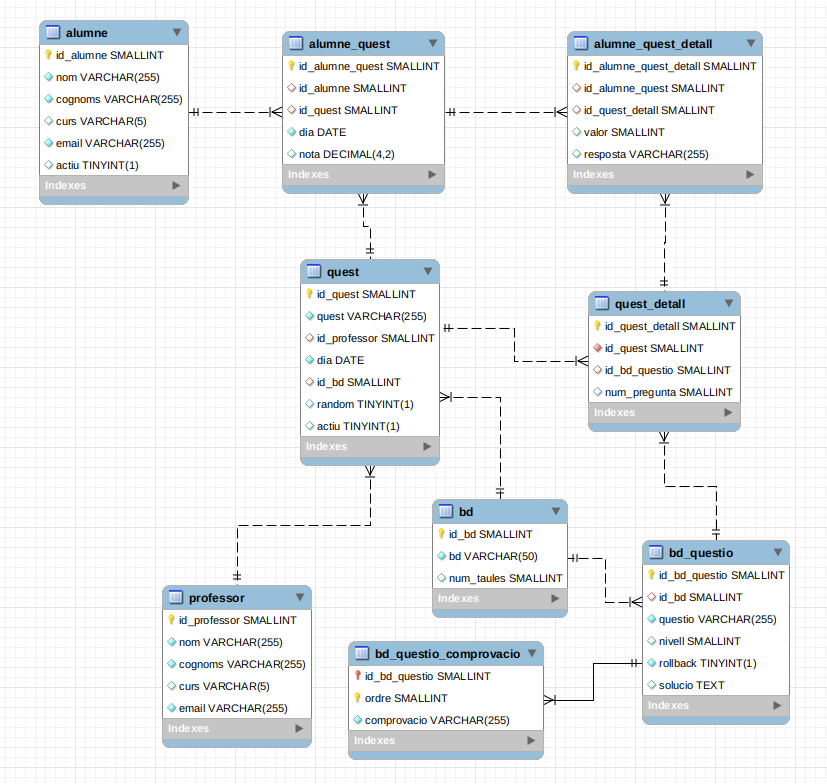 alumne
id_alumne SMALLINT
nom VARCHAR(255)
cognoms VARCHAR(255)
curs VARCHAR(5)
email VARCHAR(255)
actiu TINYINT(1)
Indexes
alumne_quest
id_alumne_quest SMALLINT
id_alumne SMALLINT
id_quest SMALLINT
dia DATE
nota DECIMAL(4,2)
Indexes
alumne_quest_detall
id_alumne_quest_detall SMALLINT
id_alumne_quest SMALLINT
id_quest_detall SMALLINT
valor SMALLINT
resposta VARCHAR(255)
Indexes
quest
id_quest SMALLINT
quest VARCHAR(255)
id_professor SMALLINT
dia DATE
id_bd SMALLINT
random TINYINT(1)
actiu TINYINT(1)
Indexes
quest_detall
id_quest_detall SMALLINT
id_quest SMALLINT
id_bd_questio SMALLINT
num_pregunta SMALLINT
Indexes
bd
id_bd SMALLINT
bd VARCHAR(50)
num_taules SMALLINT
Indexes
bd_questio
id_bd_questio SMALLINT
id_bd SMALLINT
questio VARCHAR(255)
nivell SMALLINT
rollback TINYINT(1)
solucio TEXT
Indexes
professor
id_professor SMALLINT
nom VARCHAR(255)
cognoms VARCHAR(255)
curs VARCHAR(5)
email VARCHAR(255)
Indexes
bd_questio_comprovacio
id_bd_questio SMALLINT
ordre SMALLINT
comprovacio VARCHAR(255)
Indexes